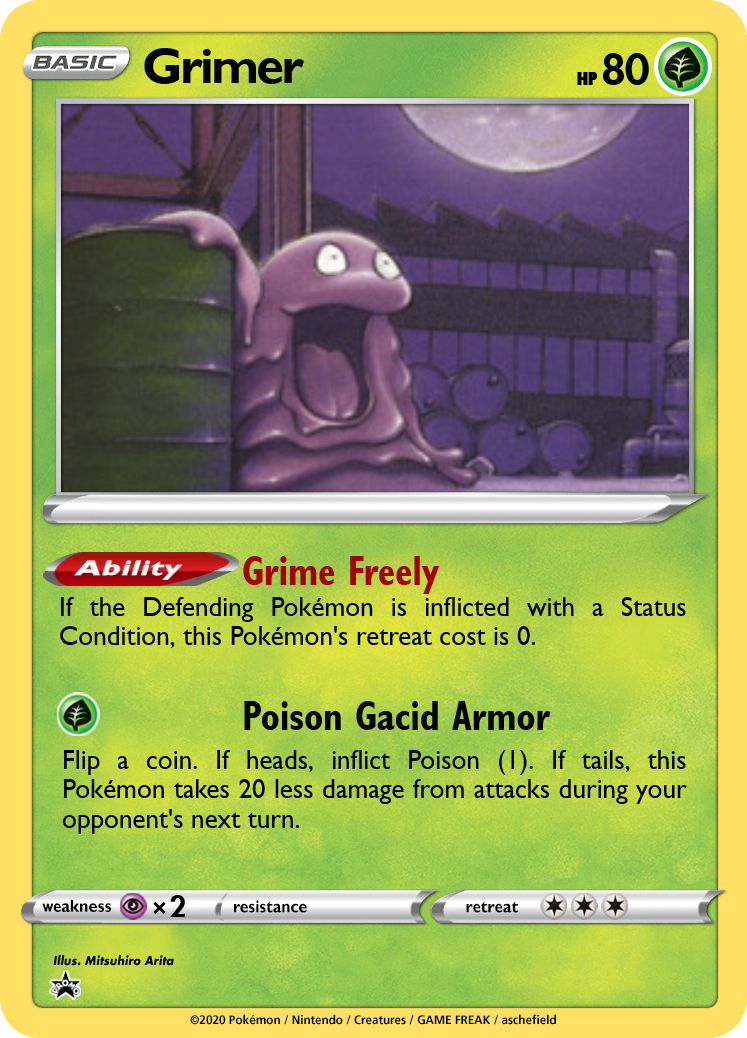 BASIC Grimer HP 80
Ability Grime Freely
If the Defending Pokémon is inflicted with a Status
Condition, this Pokémon's retreat cost is 0.
Poison Gacid Armor
Flip a coin. If heads, inflict Poison (1). If tails, this
Pokémon takes 20 less damage from attacks during your
opponent's next turn.
weakness ×2 resistance retreat
Illus. Mitsuhiro Arita
PROMO
©2020 Pokémon / Nintendo / Creatures / GAME FREAK / aschefield